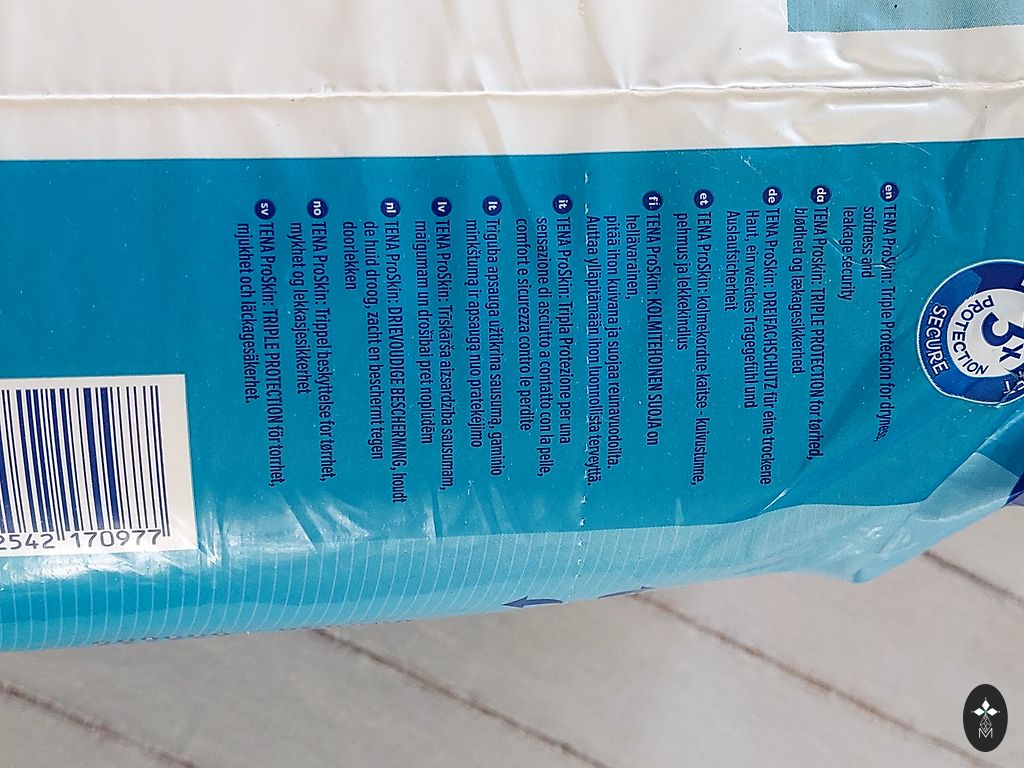 3x
PROTECTION
SECURE
en TENA ProSkin: Triple Protection for dryness,
softness and
leakage security
da TENA Proskin: TRIPLE PROTECTION for tørhed,
blødhed og lækagesikkerhed
de TENA ProSkin: DREIFACHSCHUTZ für eine trockene
Haut, ein weiches Tragegefühl und
Auslaufsicherheit
et TENA ProSkin: kolmekordne kaitse - kuivustunne,
pehmus ja lekkekindlus
fi TENA ProSkin: KOLMITEHOINEN SUOJA on
pitää ihon kuivana ja suojaa reunavuodoilta.
hellävarainen,
Auttaa ylläpitämään ihon luonnollista terveyttä.
it TENA ProSkin: Tripla Protezione per una
sensazione di asciutto a contatto con la pelle,
comfort e sicurezza contro le perdite
lt Triguba apsauga užtikrina sausumą, gaminio
minkštumą ir apsaugą nuo pratekėjimo
lv TENA ProSkin: Trīskārša aizsardzība sausumam,
maigumam un drošībai pret noplūdēm
nl TENA ProSkin: DRIEVOUDIGE BESCHERMING, houdt
de huid droog, zacht en beschermt tegen
doorlekken
no TENA ProSkin: Trippel beskyttelse for tørrhet,
mykhet og lekkasjesikkerhet
sv TENA ProSkin: TRIPLE PROTECTION för torrhet,
mjukhet och läckagesäkerhet.
2542 170977
M